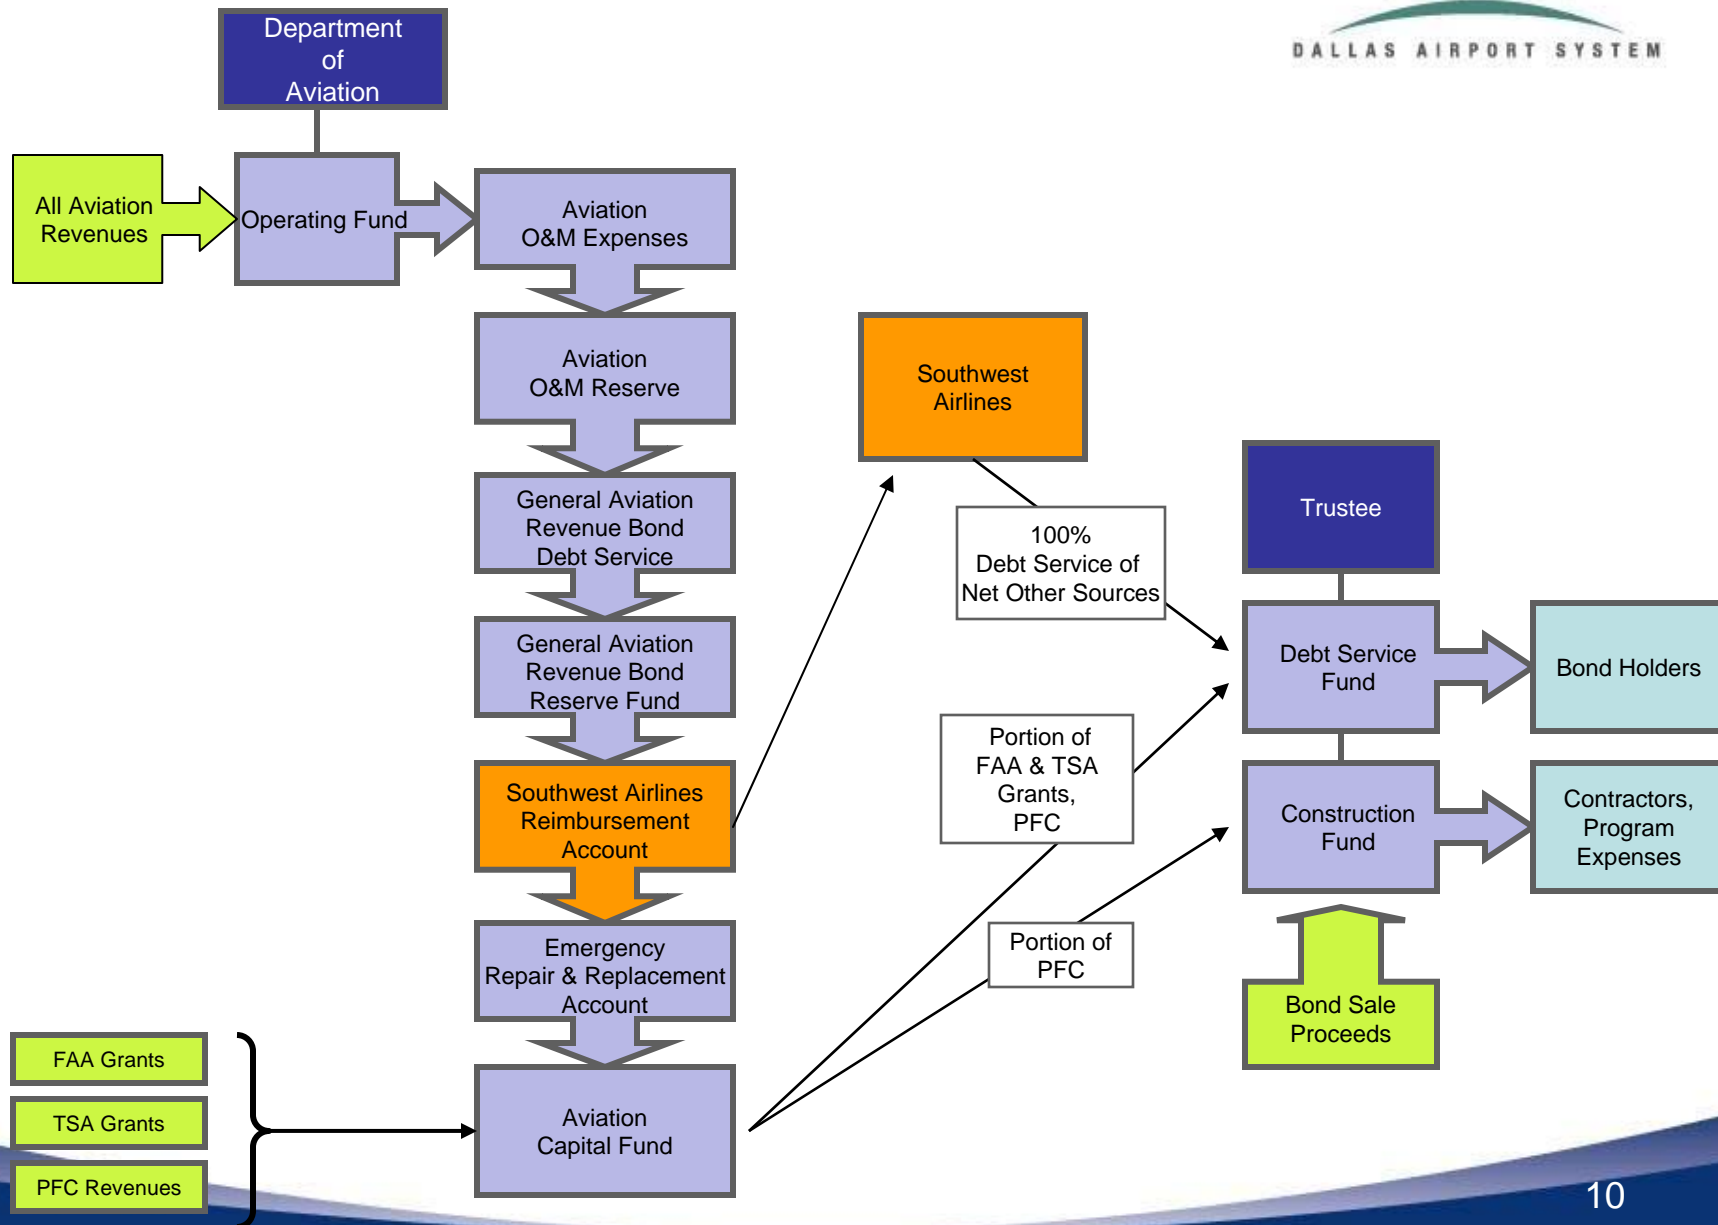 Department
of
Aviation
DALLAS AIRPORT SYSTEM
All Aviation
Revenues
Operating Fund
Aviation
O&M Expenses
Aviation
O&M Reserve
General Aviation
Revenue Bond
Debt Service
General Aviation
Revenue Bond
Reserve Fund
Southwest Airlines
Reimbursement
Account
Emergency
Repair & Replacement
Account
Aviation
Capital Fund
FAA Grants
TSA Grants
PFC Revenues
Southwest
Airlines
100%
Debt Service of
Net Other Sources
Portion of
FAA & TSA
Grants,
PFC
Portion of
PFC
Trustee
Debt Service
Fund
Bond Holders
Construction
Fund
Contractors,
Program
Expenses
Bond Sale
Proceeds
10